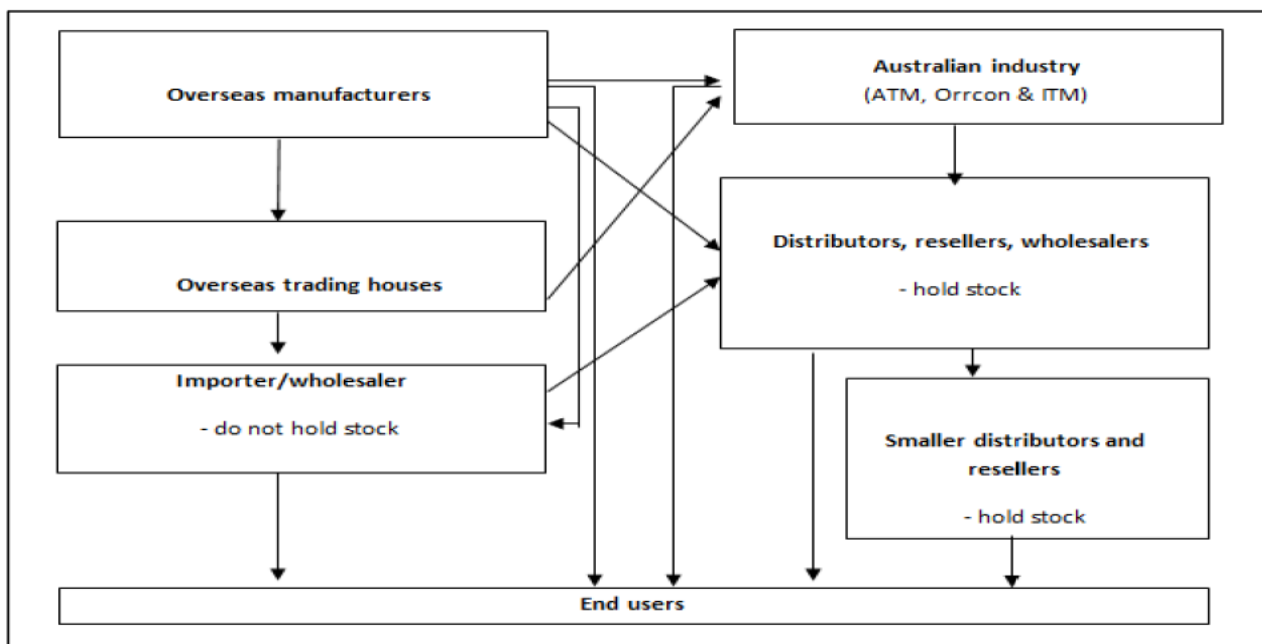 Overseas manufacturers
Australian industry
(ATM, Orrcon & ITM)
Overseas trading houses
Distributors, resellers, wholesalers
- hold stock
Importer/wholesaler
- do not hold stock
Smaller distributors and
resellers
- hold stock
End users